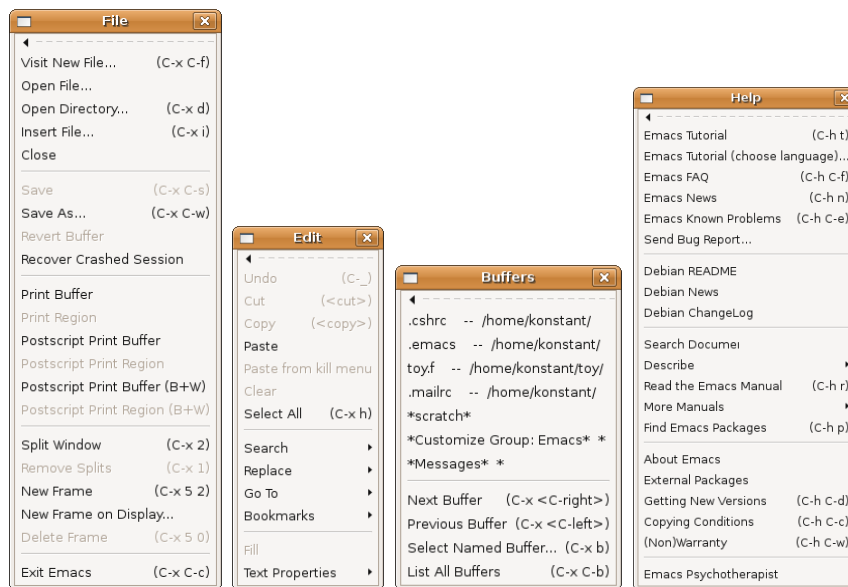 File
Visit New File... (C-x C-f)
Open File...
Open Directory... (C-x d)
Insert File... (C-x i)
Close
Save (C-x C-s)
Save As... (C-x C-w)
Revert Buffer
Recover Crashed Session
Print Buffer
Print Region
Postscript Print Buffer
Postscript Print Region
Postscript Print Buffer (B+W)
Postscript Print Region (B+W)
Split Window (C-x 2)
Remove Splits (C-x 1)
New Frame (C-x 5 2)
New Frame on Display...
Delete Frame (C-x 5 0)
Exit Emacs (C-x C-c)
Edit
Undo (C-_)
Cut (<cut>)
Copy (<copy>)
Paste
Paste from kill menu
Clear
Select All (C-x h)
Search
Replace
Go To
Bookmarks
Fill
Text Properties
Buffers
.cshrc -- /home/konstant/
.emacs -- /home/konstant/
toy.f -- /home/konstant/toy/
.mailrc -- /home/konstant/
*scratch*
*Customize Group: Emacs* *
*Messages* *
Next Buffer (C-x <C-right>)
Previous Buffer (C-x <C-left>)
Select Named Buffer... (C-x b)
List All Buffers (C-x C-b)
Help
Emacs Tutorial (C-h t)
Emacs Tutorial (choose language)...
Emacs FAQ (C-h C-f)
Emacs News (C-h n)
Emacs Known Problems (C-h C-e)
Send Bug Report...
Debian README
Debian News
Debian ChangeLog
Search Documer
Describe
Read the Emacs Manual (C-h r)
More Manuals
Find Emacs Packages (C-h p)
About Emacs
External Packages
Getting New Versions (C-h C-d)
Copying Conditions (C-h C-c)
(Non)Warranty (C-h C-w)
Emacs Psychotherapist